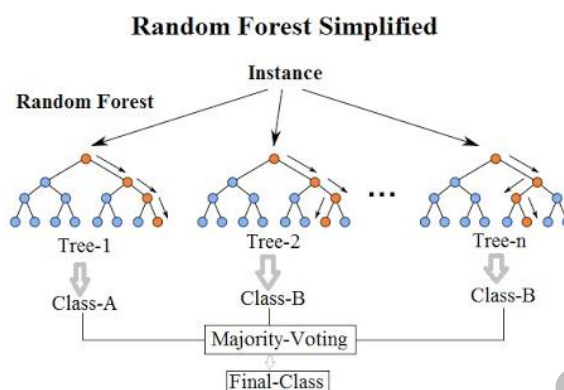 Random Forest Simplified
Instance
Random Forest
...
Tree-1
Tree-2
Tree-n
Class-A
Class-B
Class-B
Majority-Voting
Final-Class